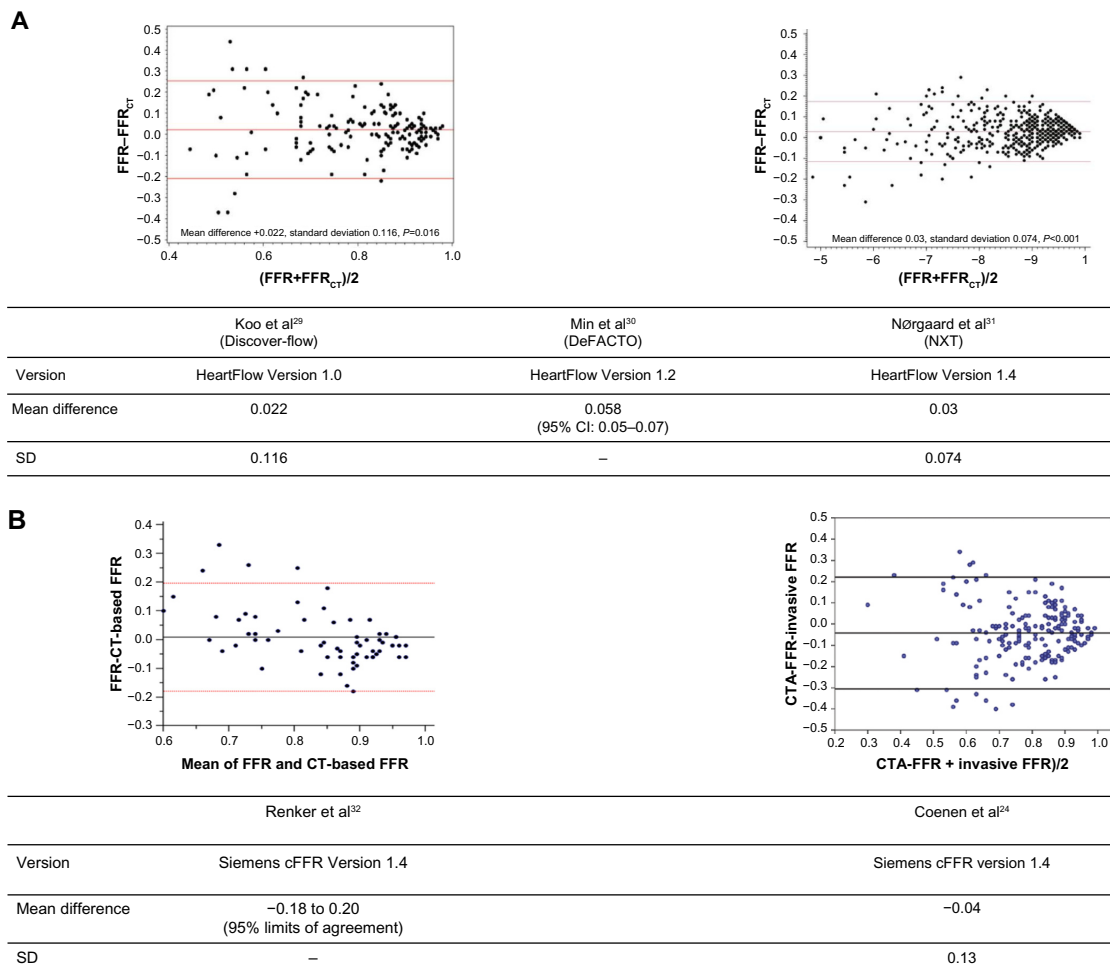 A
0.5
0.4
0.3
0.2
0.1
0.0
−0.1
−0.2
−0.3
−0.4
−0.5
FFR–FFRCT
Mean difference +0.022, standard deviation 0.116, P=0.016
0.4 0.6 0.8 1.0
(FFR+FFRCT)/2
0.5
0.4
0.3
0.2
0.1
0.0
−0.1
−0.2
−0.3
−0.4
−0.5
FFR–FFRCT
Mean difference 0.03, standard deviation 0.074, P<0.001
−5 −6 −7 −8 −9 1
(FFR+FFRCT)/2
Koo et al29 Min et al30 Nørgaard et al31
(Discover-flow) (DeFACTO) (NXT)
Version HeartFlow Version 1.0 HeartFlow Version 1.2 HeartFlow Version 1.4
Mean difference 0.022 0.058 0.03
(95% CI: 0.05–0.07)
SD 0.116 – 0.074
B
0.4
0.3
0.2
0.1
0.0
−0.1
−0.2
−0.3
FFR-CT-based FFR
0.6 0.7 0.8 0.9 1.0
Mean of FFR and CT-based FFR
0.5
0.4
0.3
0.2
0.1
0.0
−0.1
−0.2
−0.3
−0.4
−0.5
CTA-FFR-invasive FFR
0.2 0.3 0.4 0.5 0.6 0.7 0.8 0.9 1.0
CTA-FFR + invasive FFR)/2
Renker et al32 Coenen et al24
Version Siemens cFFR Version 1.4 Siemens cFFR version 1.4
Mean difference −0.18 to 0.20 −0.04
(95% limits of agreement)
SD – 0.13